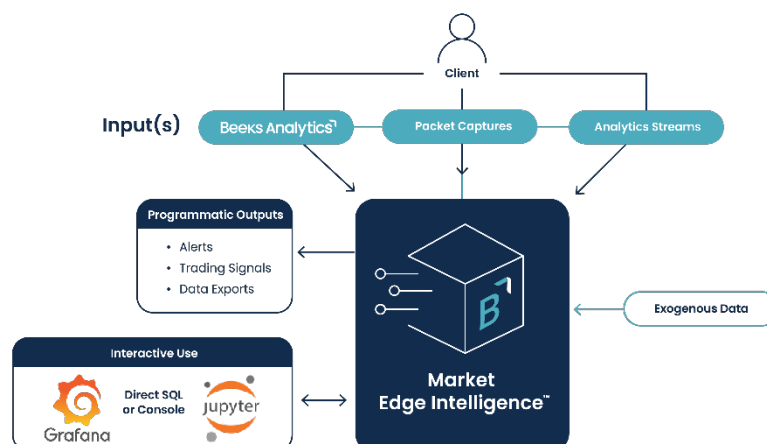 Client
Input(s)
Beeks Analytics
Packet Captures
Analytics Streams
Programmatic Outputs
• Alerts
• Trading Signals
• Data Exports
B
Exogenous Data
Interactive Use
Grafana
Direct SQL
or Console
jupyter
Market
Edge Intelligence™